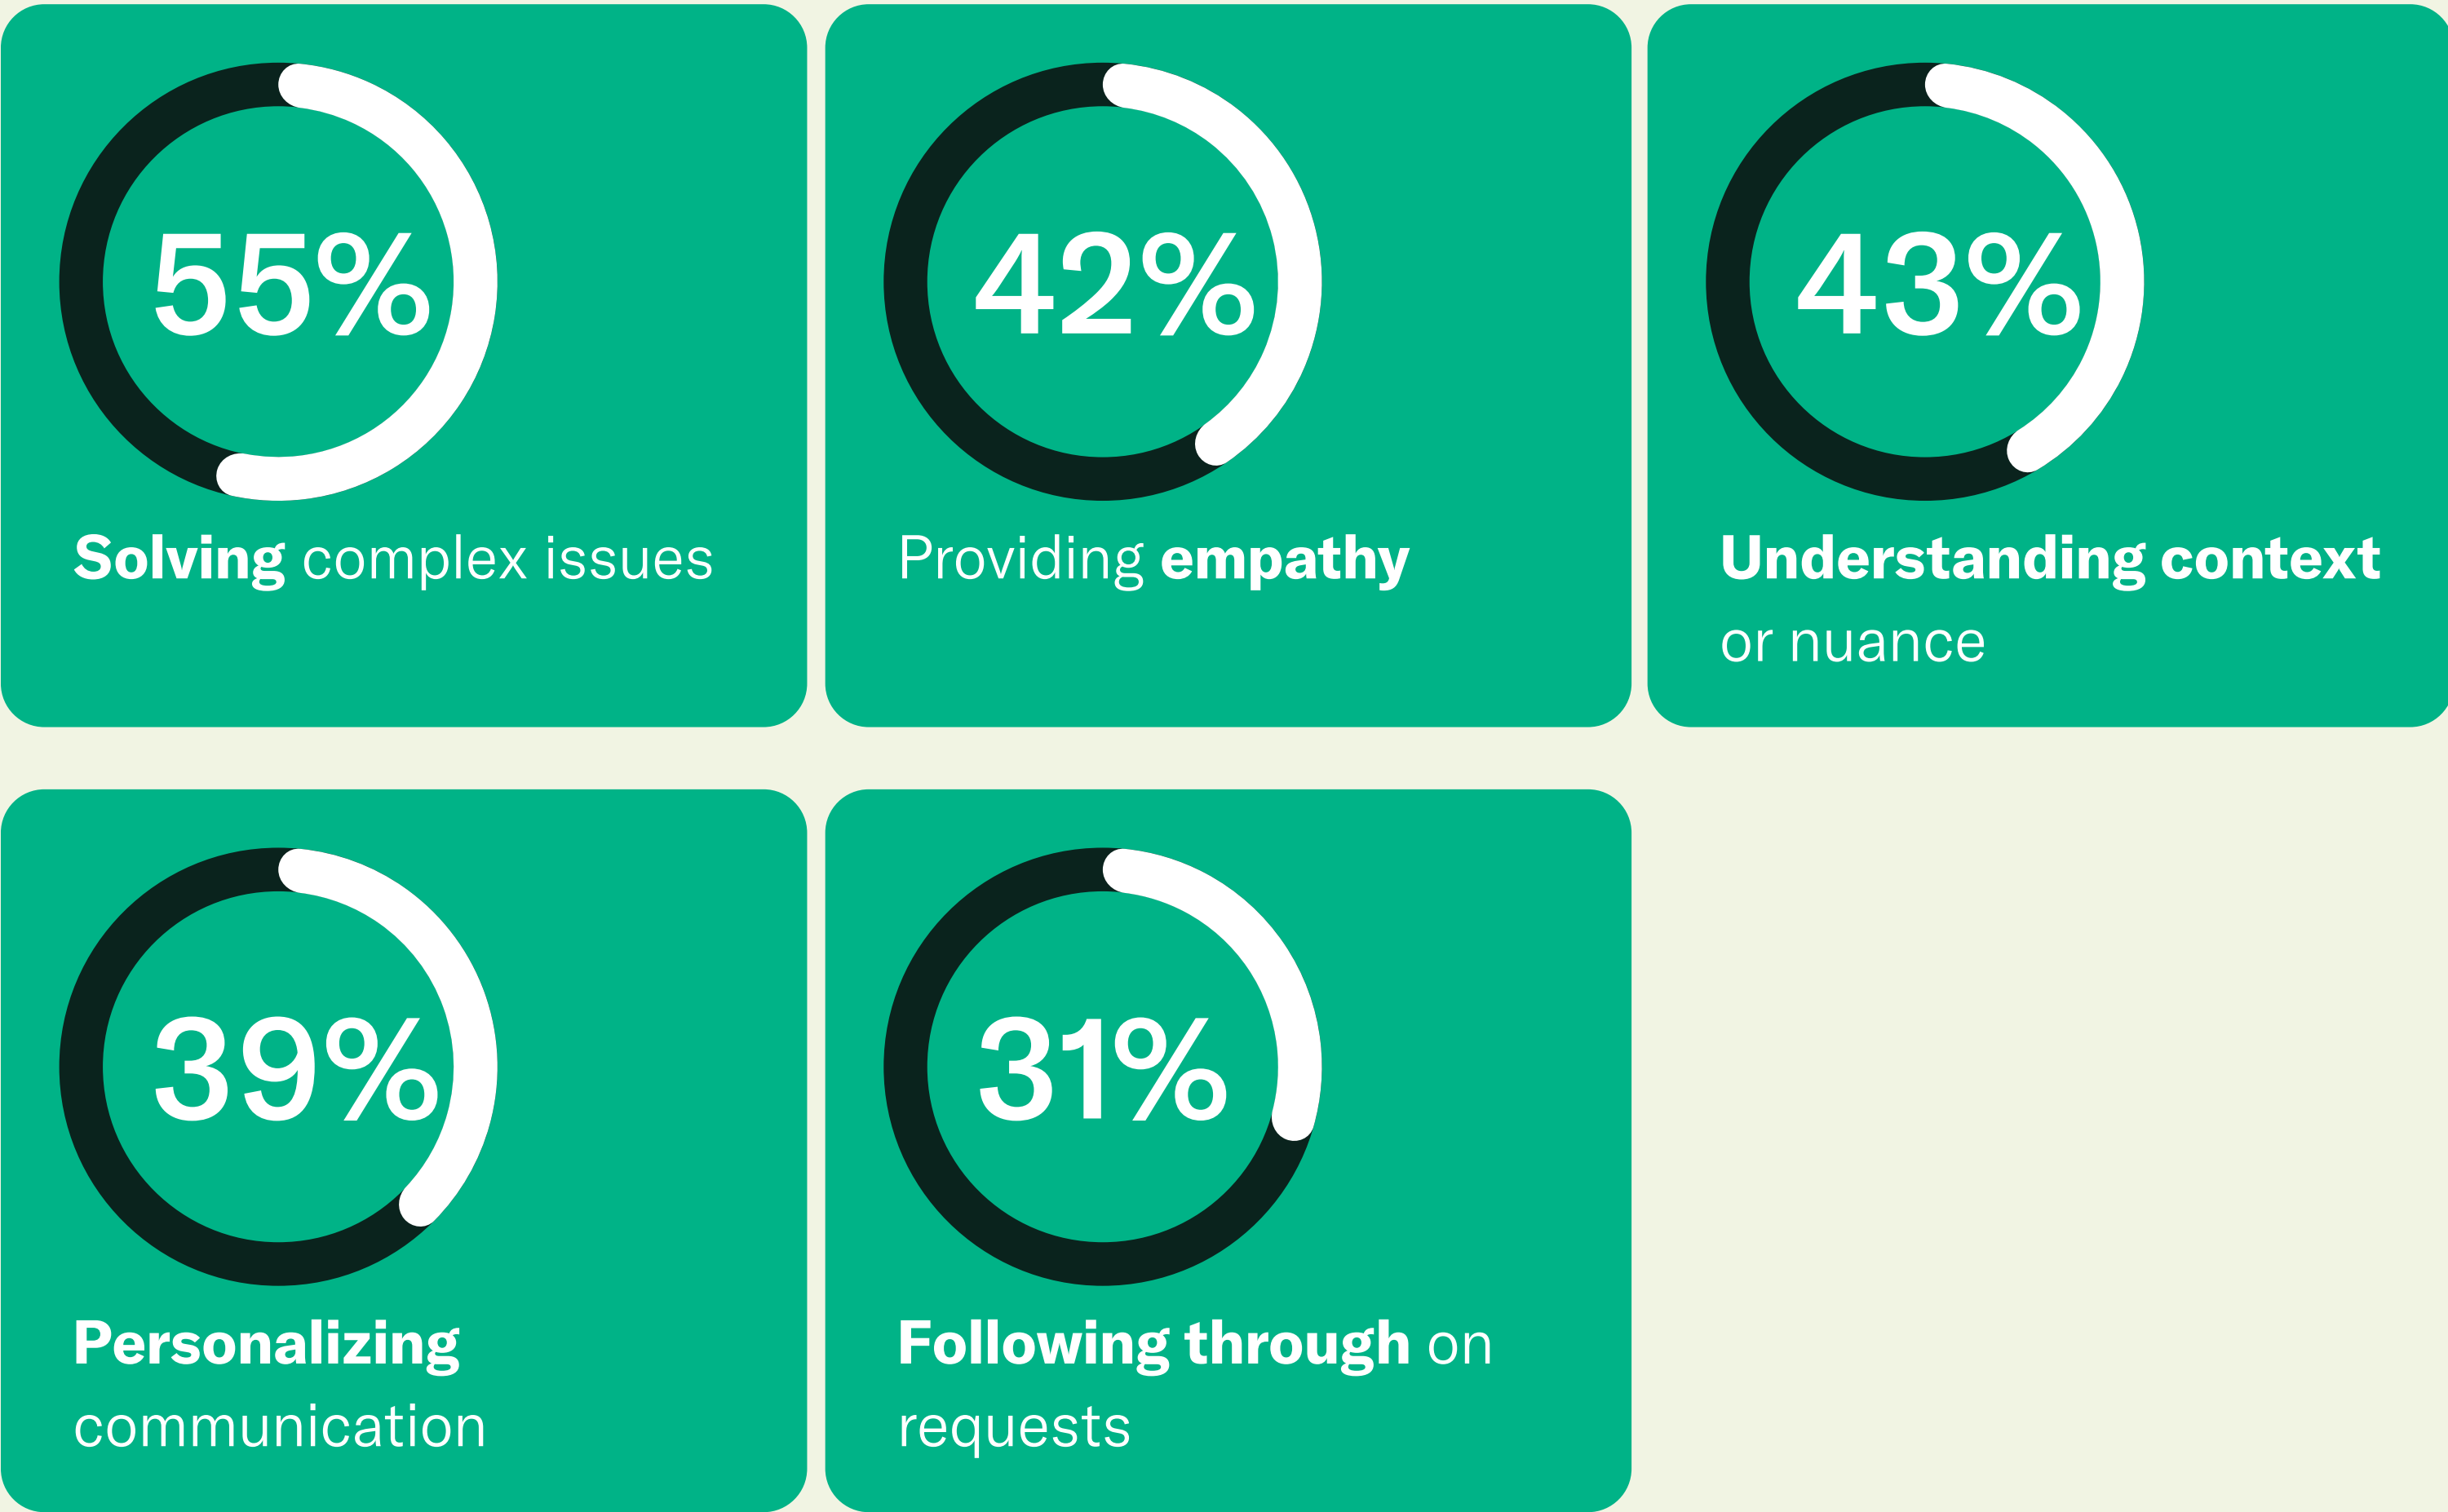 55%
Solving complex issues
42%
Providing empathy
43%
Understanding context
or nuance
39%
Personalizing
communication
31%
Following through on
requests